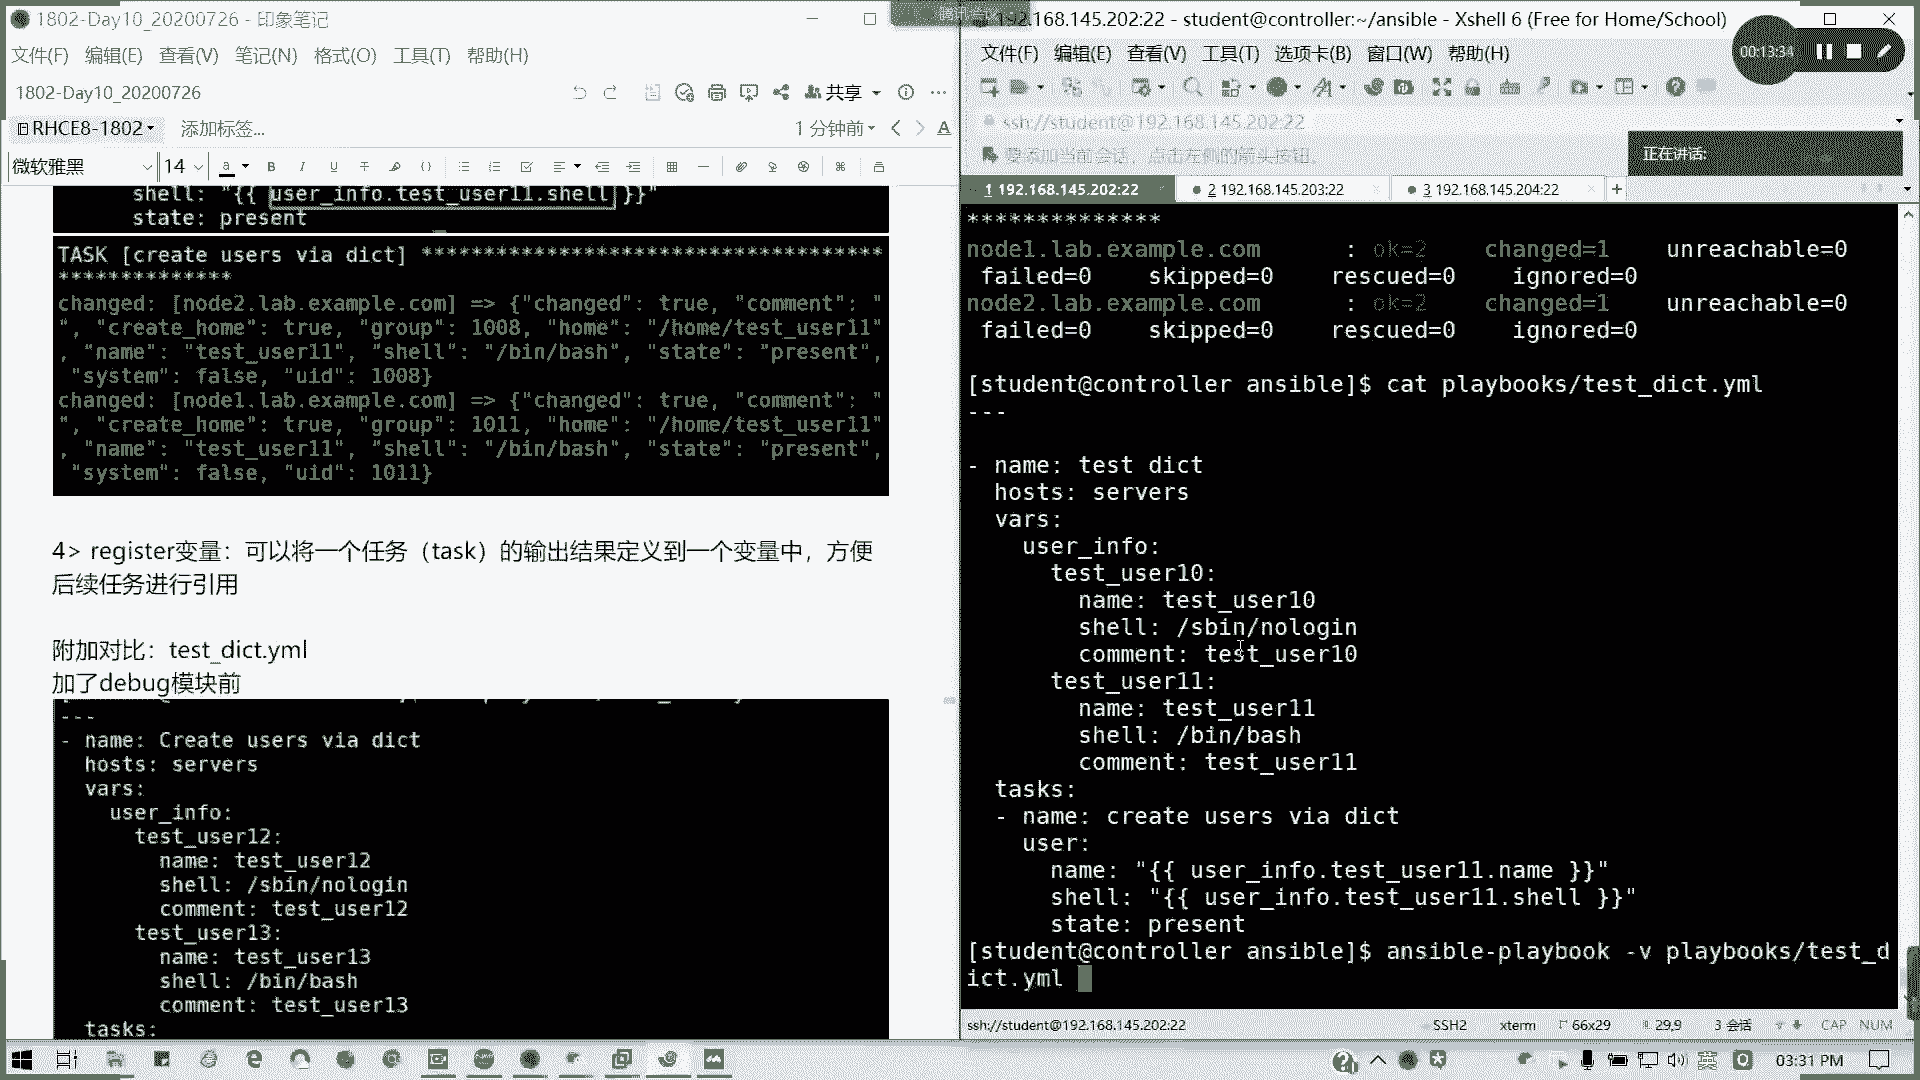 1802-Day10_20200726 - 印象笔记
文件(F) 编辑(E) 查看(V) 笔记(N) 格式(O) 工具(T) 帮助(H)
1802-Day10_20200726
共享
RHCE8-1802
添加标签...
1 分钟前
微软雅黑
14
shell: "{{ user_info.test_user11.shell }}"
state: present
TASK [create users via dict] *************************************
**************
changed: [node2.lab.example.com] => {"changed": true, "comment": "
", "create_home": true, "group": 1008, "home": "/home/test_user11"
, "name": "test_user11", "shell": "/bin/bash", "state": "present",
"system": false, "uid": 1008}
changed: [node1.lab.example.com] => {"changed": true, "comment": "
", "create_home": true, "group": 1011, "home": "/home/test_user11"
, "name": "test_user11", "shell": "/bin/bash", "state": "present",
"system": false, "uid": 1011}
4> register变量：可以将一个任务（task）的输出结果定义到一个变量中，方便
后续任务进行引用
附加对比：test_dict.yml
加了debug模块前
---
- name: Create users via dict
hosts: servers
vars:
user_info:
test_user12:
name: test_user12
shell: /sbin/nologin
comment: test_user12
test_user13:
name: test_user13
shell: /bin/bash
comment: test_user13
tasks:
192.168.145.202:22 - student@controller:~/ansible - Xshell 6 (Free for Home/School)
文件(F) 编辑(E) 查看(V) 工具(T) 选项卡(B) 窗口(W) 帮助(H)
00:13:34
ssh://student@192.168.145.202:22
要添加当前会话，点击左侧的箭头按钮。
正在讲话:
1 192.168.145.202:22
2 192.168.145.203:22
3 192.168.145.204:22
**************
node1.lab.example.com : ok=2 changed=1 unreachable=0
failed=0 skipped=0 rescued=0 ignored=0
node2.lab.example.com : ok=2 changed=1 unreachable=0
failed=0 skipped=0 rescued=0 ignored=0
[student@controller ansible]$ cat playbooks/test_dict.yml
---
- name: test dict
hosts: servers
vars:
user_info:
test_user10:
name: test_user10
shell: /sbin/nologin
comment: test_user10
test_user11:
name: test_user11
shell: /bin/bash
comment: test_user11
tasks:
- name: create users via dict
user:
name: "{{ user_info.test_user11.name }}"
shell: "{{ user_info.test_user11.shell }}"
state: present
[student@controller ansible]$ ansible-playbook -v playbooks/test_d
ict.yml
ssh://student@192.168.145.202:22
SSH2
xterm
66x29
29,9
3 会话
CAP NUM
英
03:31 PM